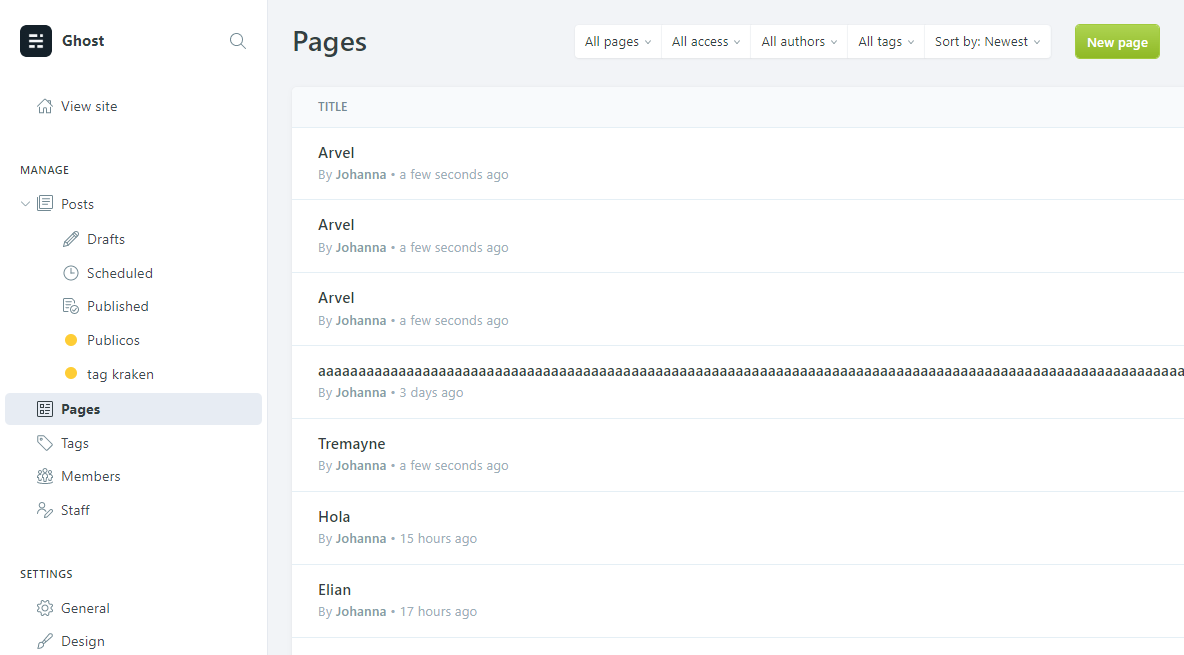 Ghost
View site
MANAGE
Posts
Drafts
Scheduled
Published
Publicos
tag kraken
Pages
Tags
Members
Staff
SETTINGS
General
Design
Pages
All pages All access All authors All tags Sort by: Newest New page
TITLE
Arvel
By Johanna • a few seconds ago
Arvel
By Johanna • a few seconds ago
Arvel
By Johanna • a few seconds ago
aaaaaaaaaaaaaaaaaaaaaaaaaaaaaaaaaaaaaaaaaaaaaaaaaaaaaaaaaaaaaaaaaaaaaaaaaaaaaaaaaaaaaaaaaaaaaaaaaaaaaaaaaaaa
By Johanna • 3 days ago
Tremayne
By Johanna • a few seconds ago
Hola
By Johanna • 15 hours ago
Elian
By Johanna • 17 hours ago